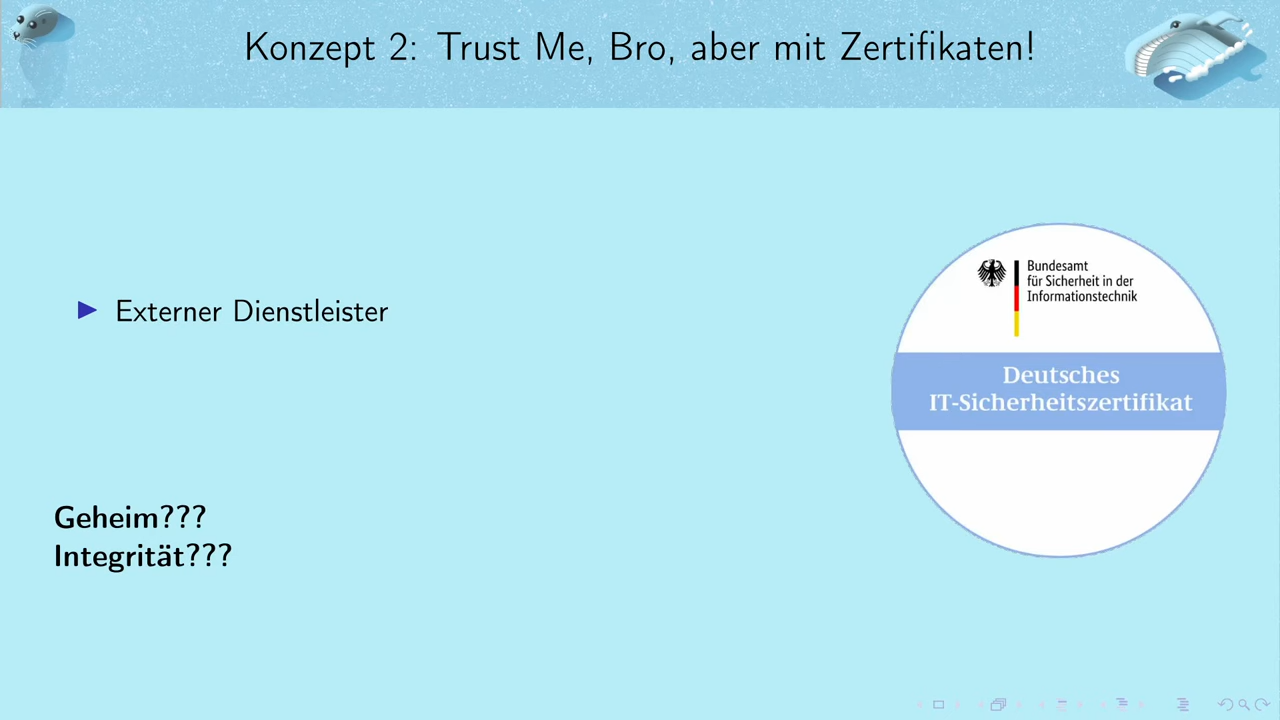 Konzept 2: Trust Me, Bro, aber mit Zertifikaten!
Externer Dienstleister
Bundesamt
für Sicherheit in der
Informationstechnik
Deutsches
IT-Sicherheitszertifikat
Geheim???
Integrität???